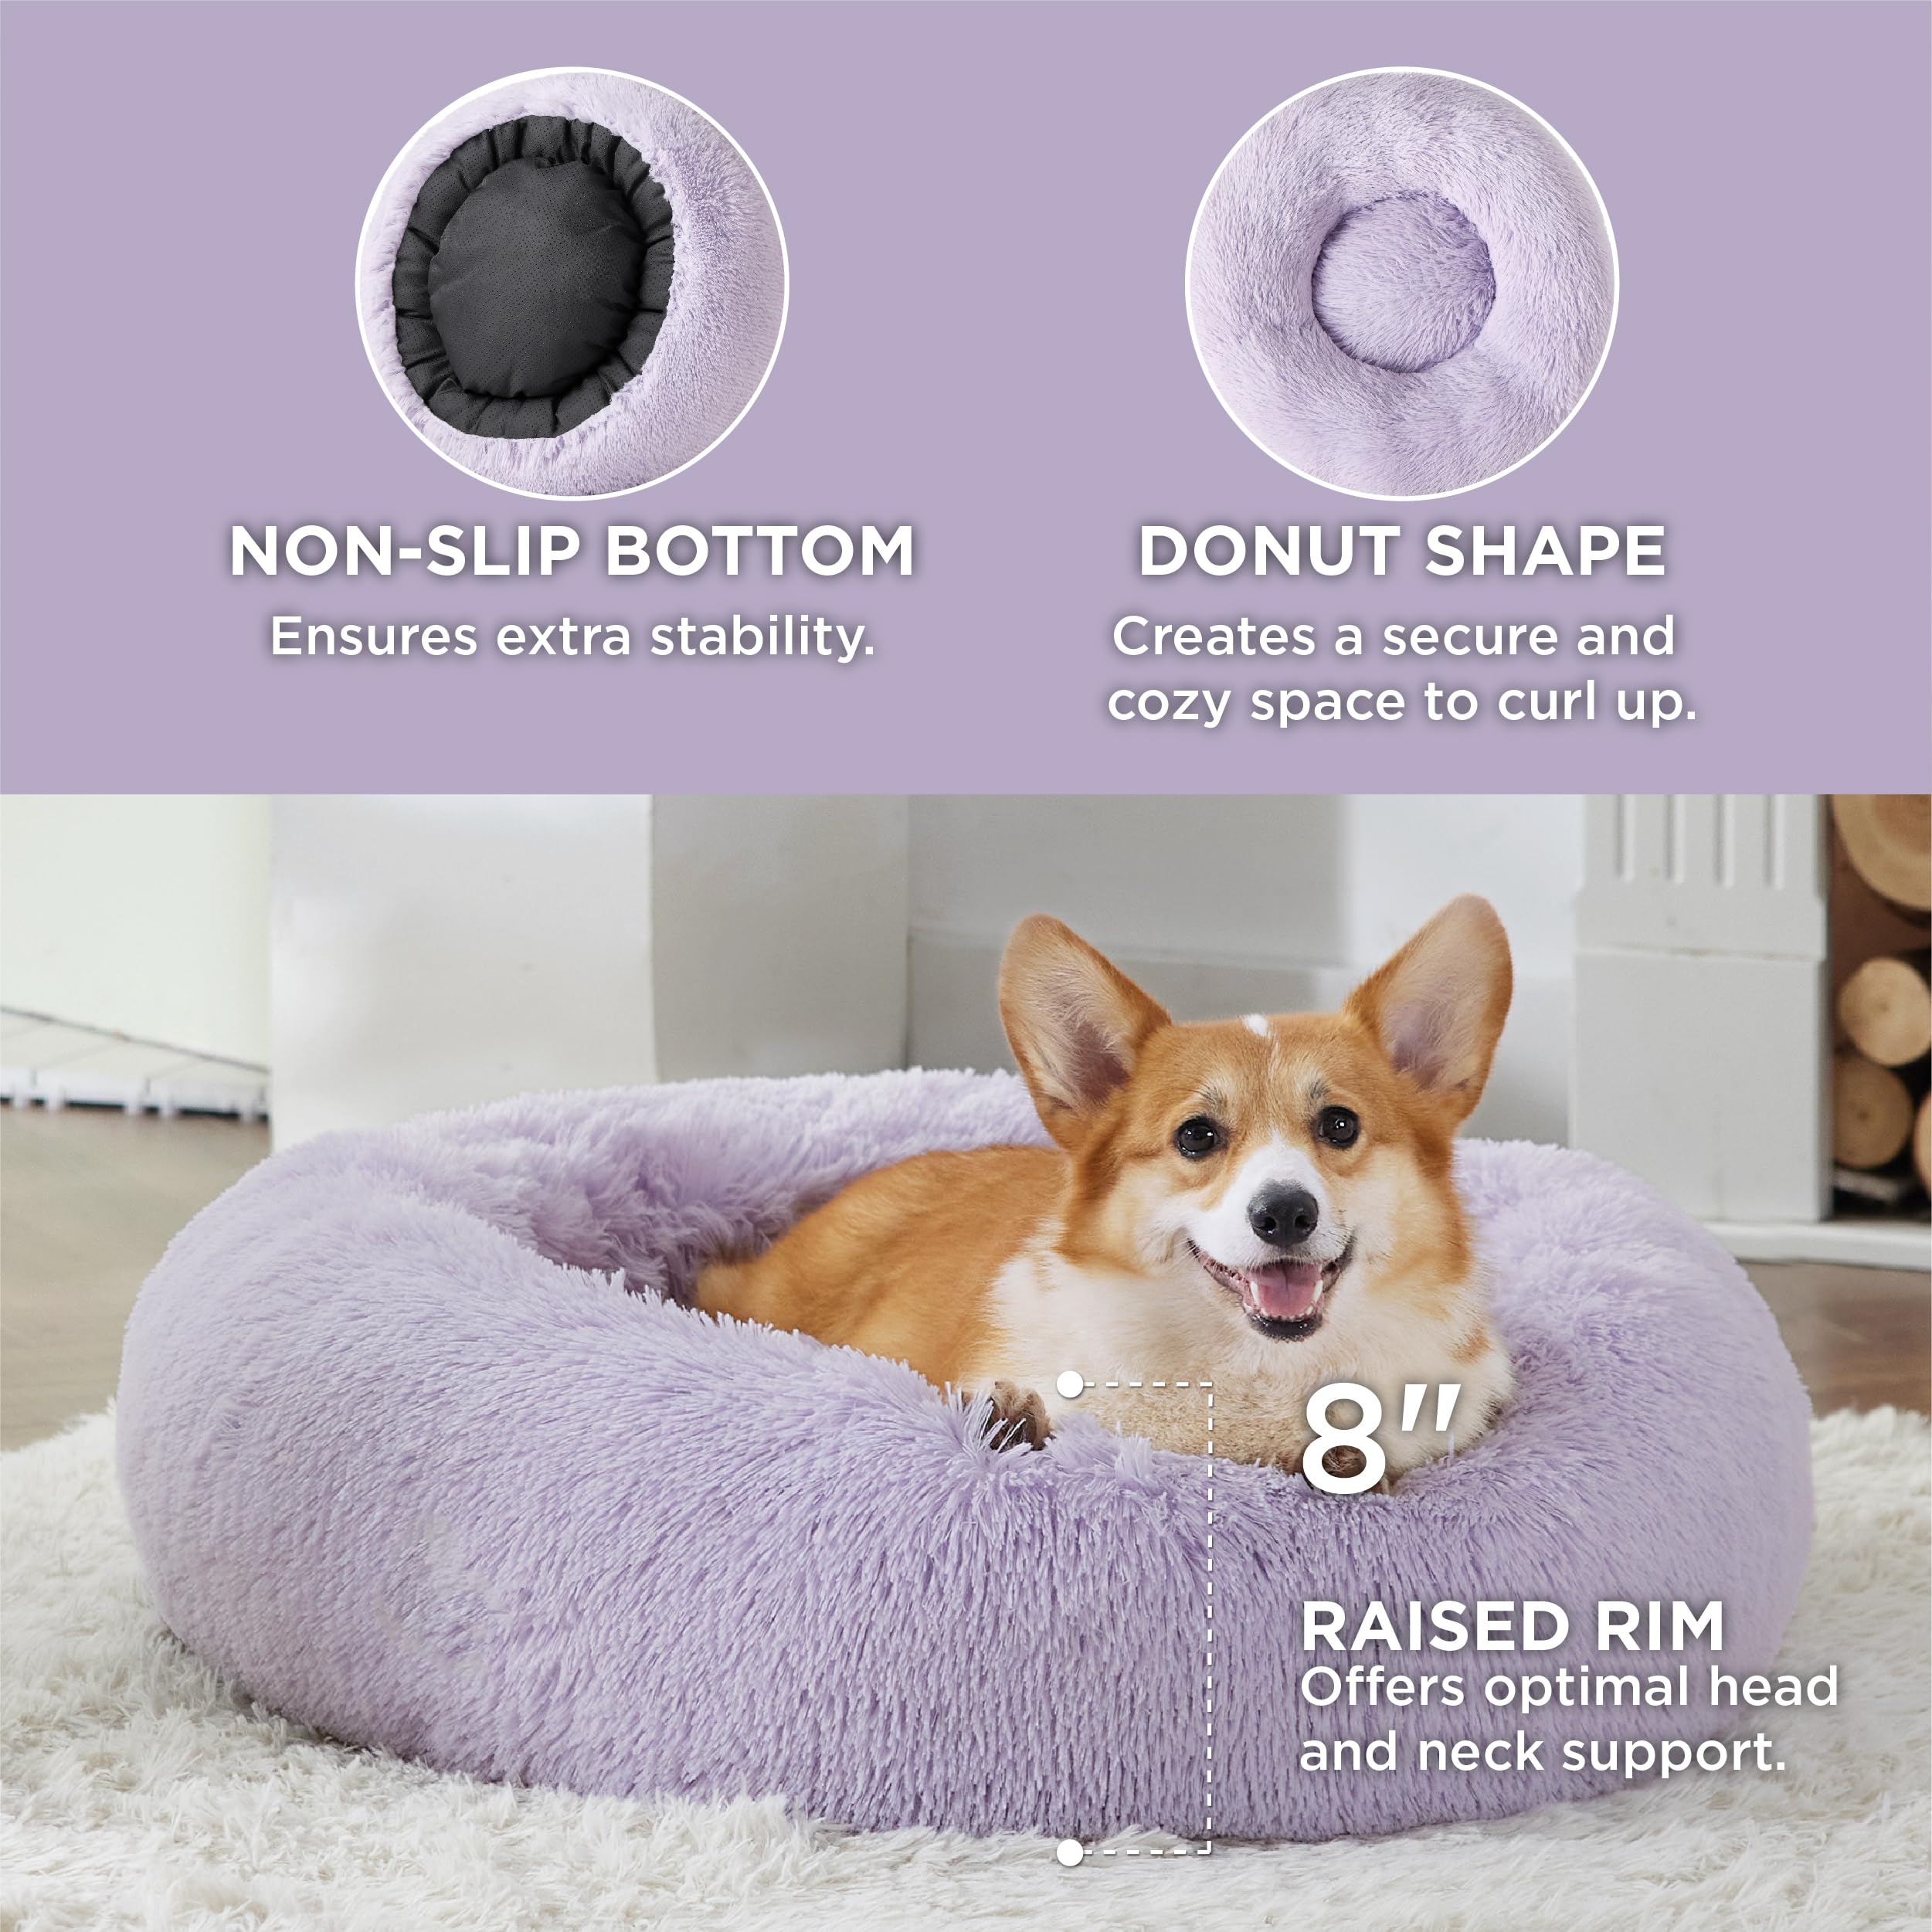 NON-SLIP BOTTOM
Ensures extra stability.
DONUT SHAPE
Creates a secure and
cozy space to curl up.
8"
RAISED RIM
Offers optimal head
and neck support.